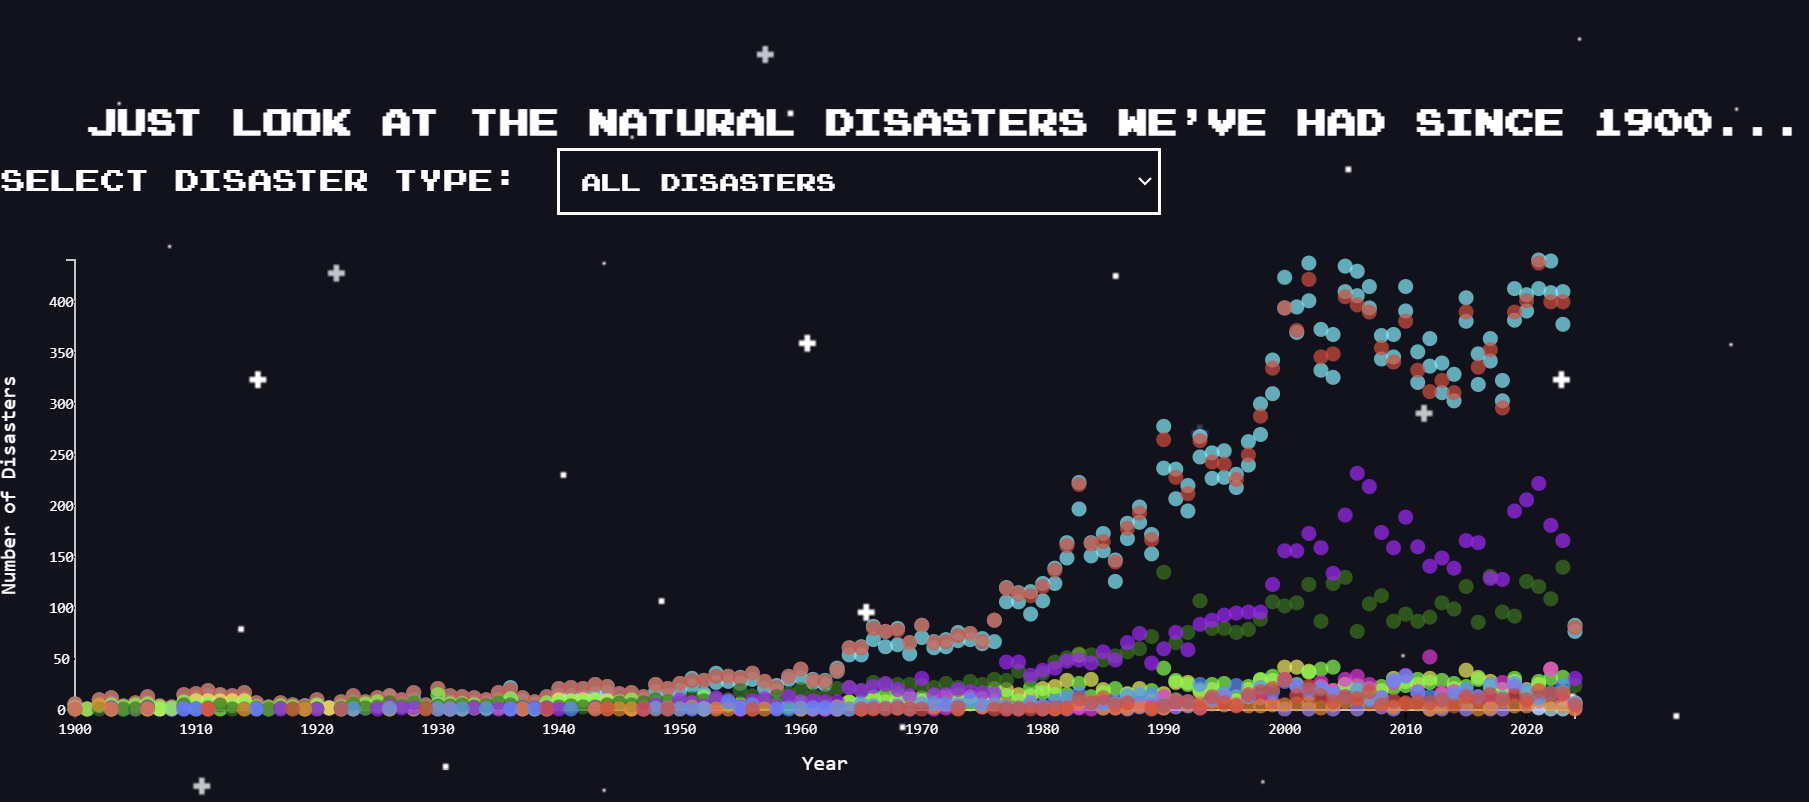 JUST LOOK AT THE NATURAL DISASTERS WE'VE HAD SINCE 1900...
SELECT DISASTER TYPE: ALL DISASTERS
Number of Disasters
400
350
300
250
200
150
100
50
0
1900 1910 1920 1930 1940 1950 1960 1970 1980 1990 2000 2010 2020
Year